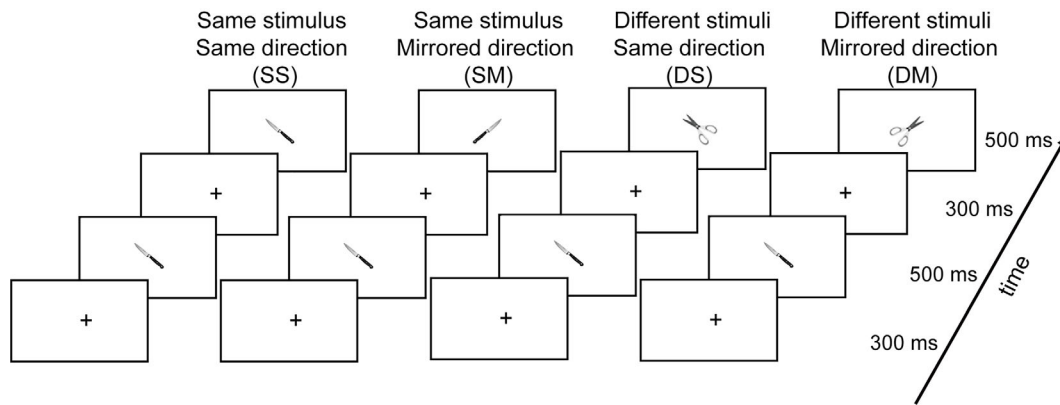 Same stimulus
Same direction
(SS)
Same stimulus
Mirrored direction
(SM)
Different stimuli
Same direction
(DS)
Different stimuli
Mirrored direction
(DM)
500 ms
300 ms
500 ms
300 ms
time